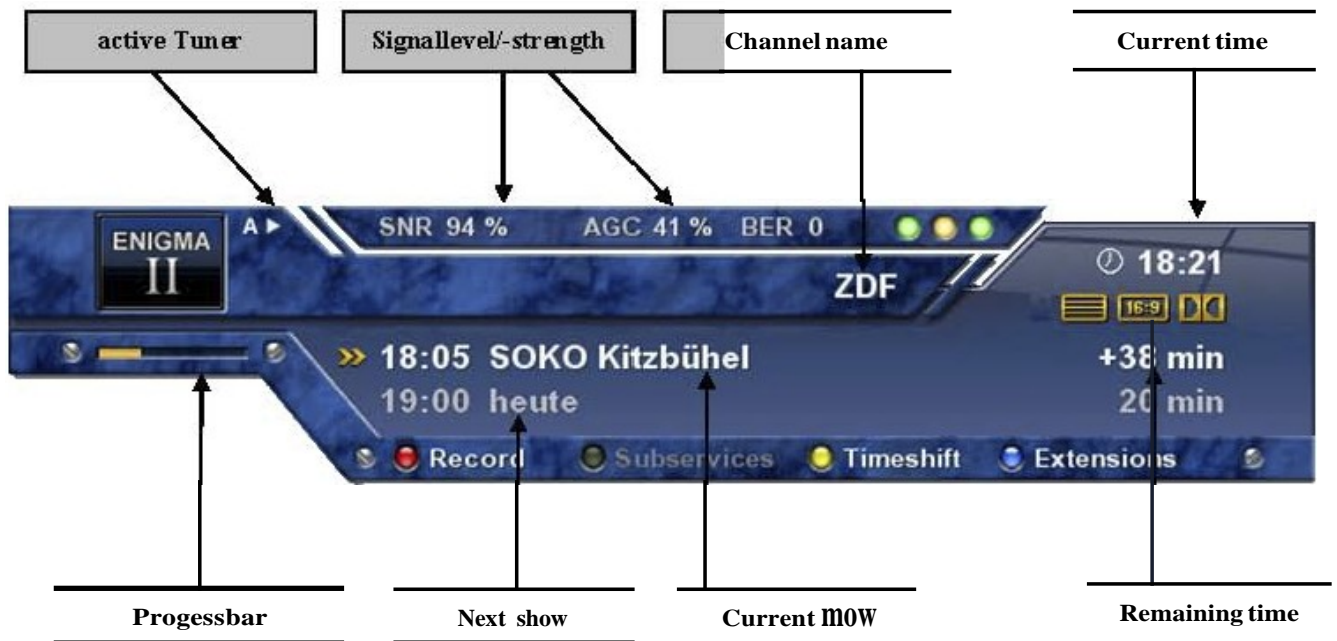 active Tuner
Signallevel/-strength
Channel name
Current time
ENIGMA
II
A
SNR 94 % AGC 41 % BER 0
18:21
ZDF
16:9
18:05 SOKO Kitzbühel +38 min
19:00 heute 20 min
Record Subservices Timeshift Extensions
Progessbar
Next show
Current mow
Remaining time